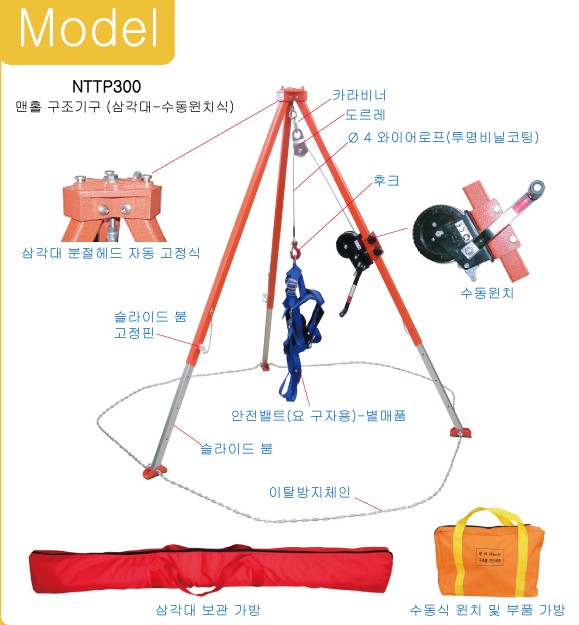 Model
NTTP300
맨홀 구조기구 (삼각대-수동윈치식)
카라비너
도르레
Ø 4 와이어로프(투명비닐코팅)
후크
삼각대 분절헤드 자동 고정식
수동윈치
슬라이드 붐
고정핀
안전밸트(요 구자용)-별매품
슬라이드 붐
이탈방지체인
삼각대 보관 가방
수동식 윈치 및 부품 가방